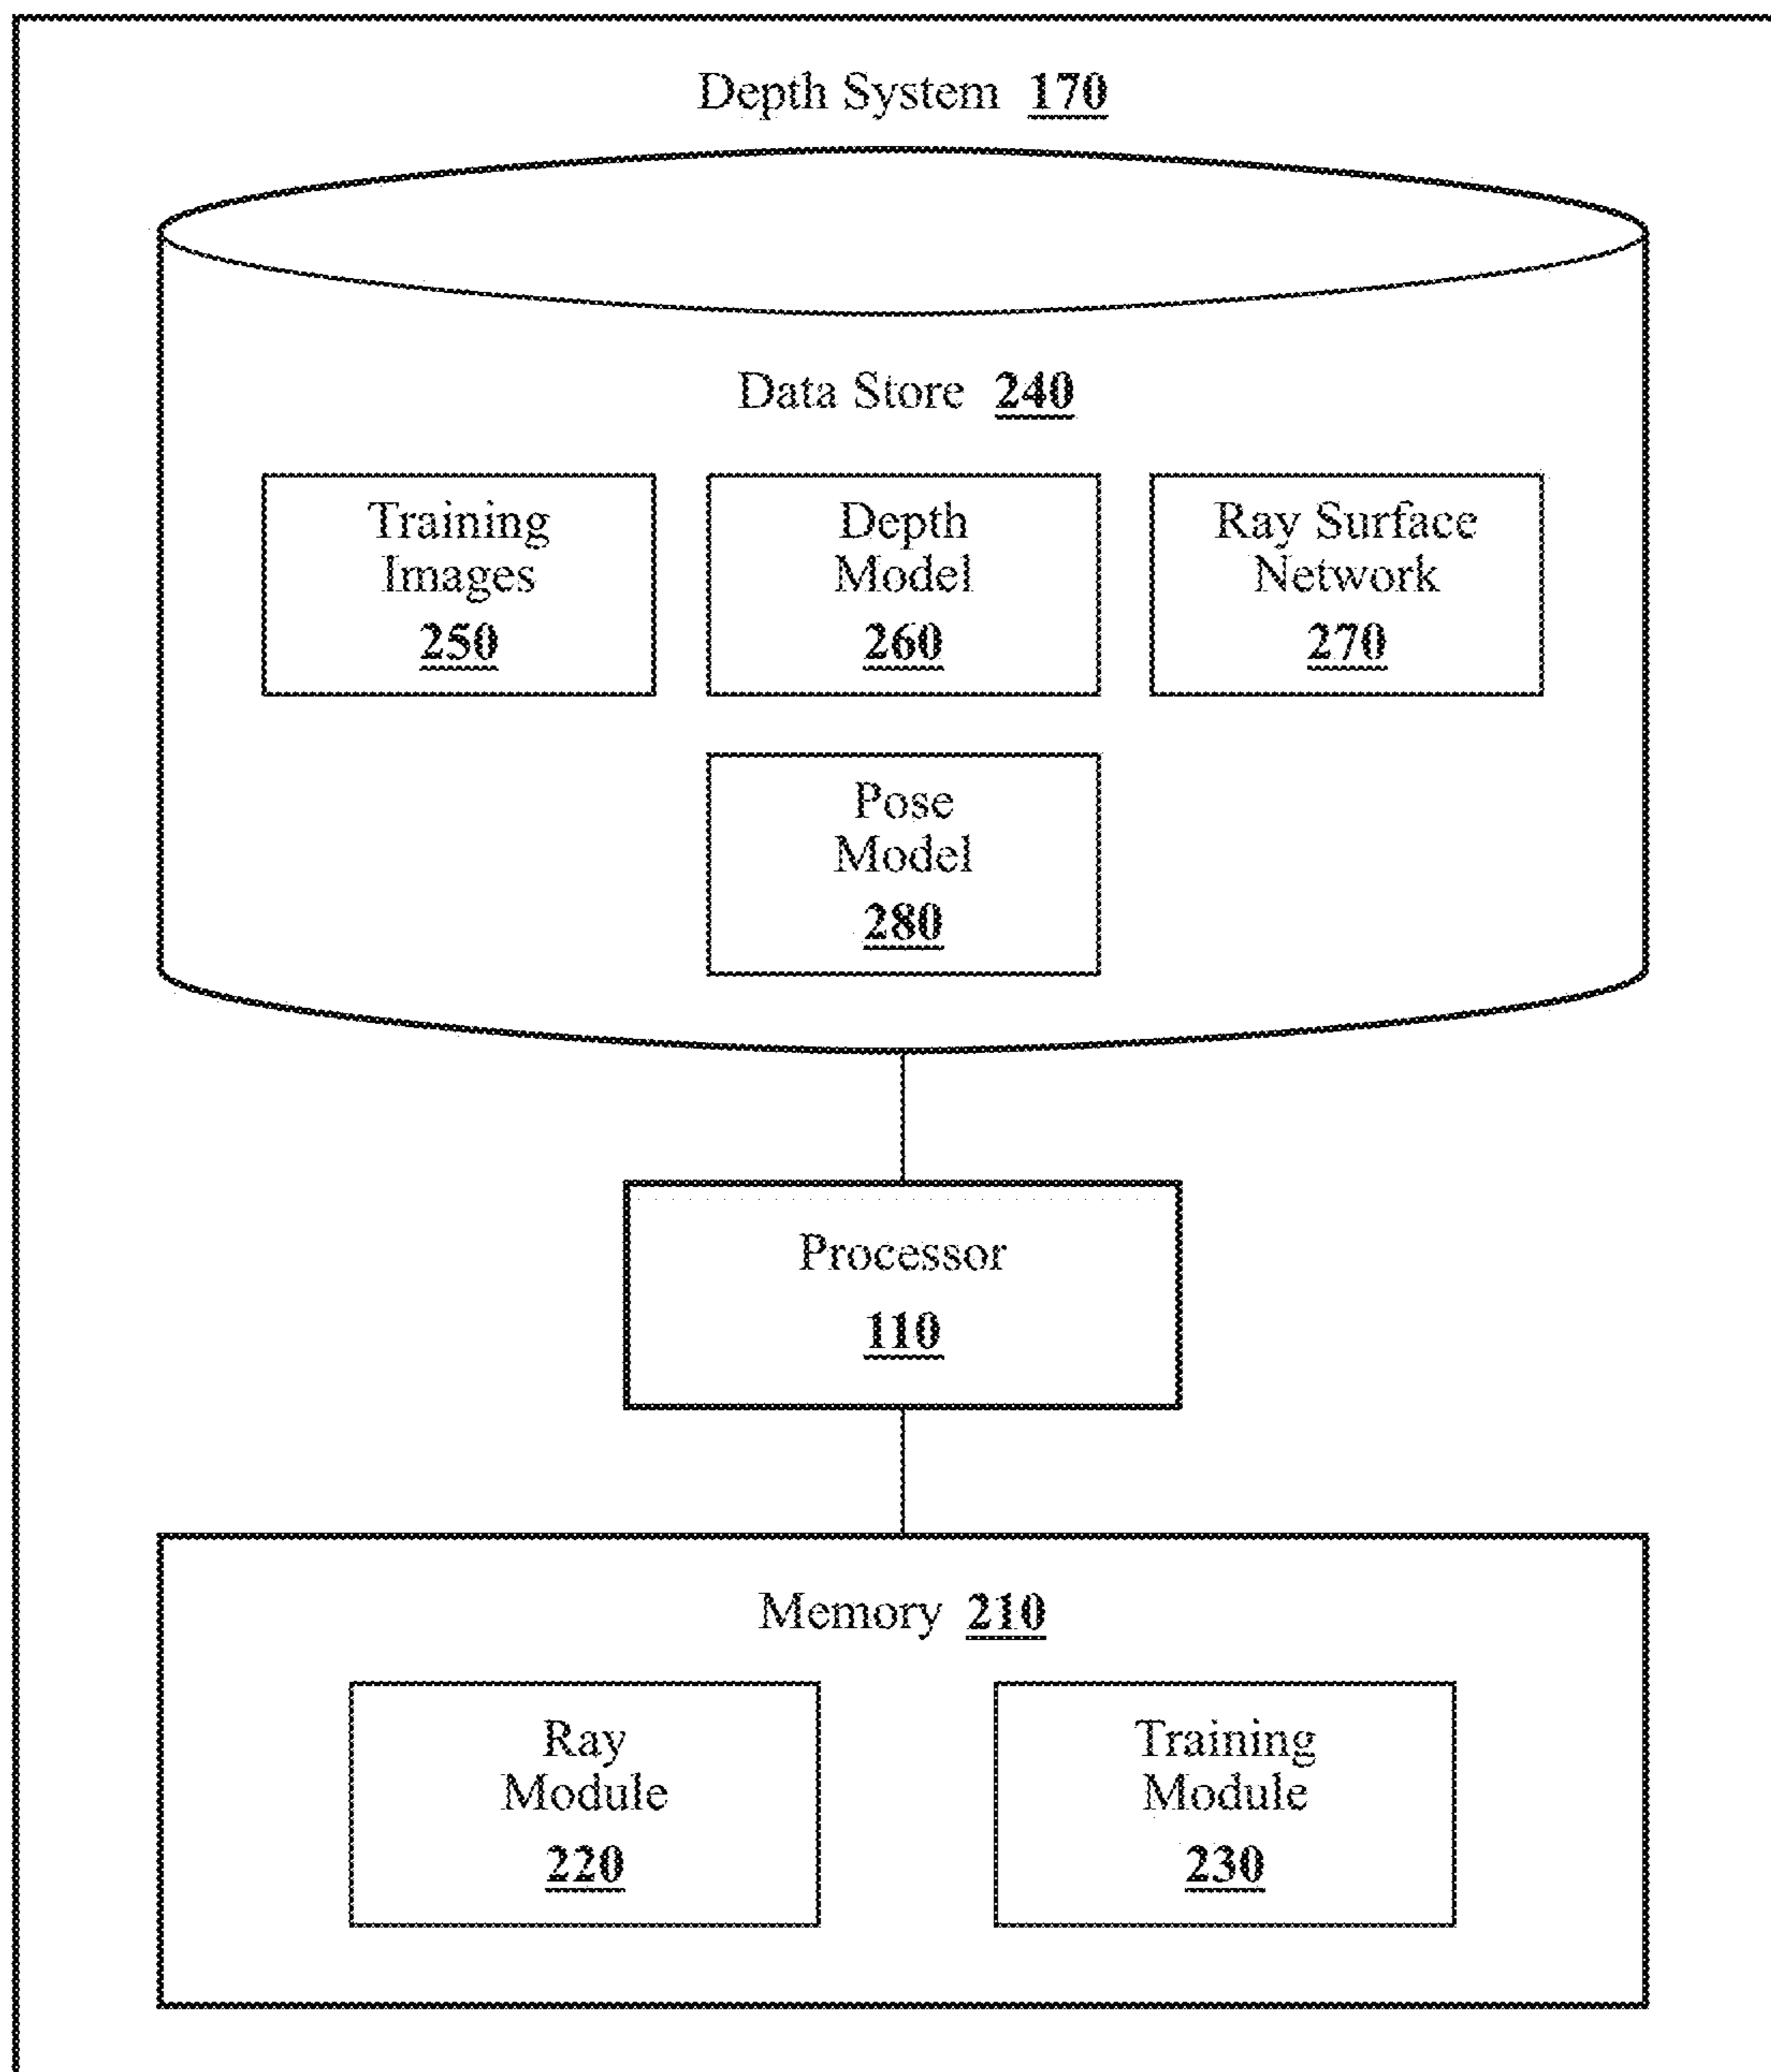 Depth System 170
Data Store 240
Training
Images
250
Depth
Model
260
Ray Surface
Network
270
Pose
Model
280
Processor
110
Memory 210
Ray
Module
220
Training
Module
230